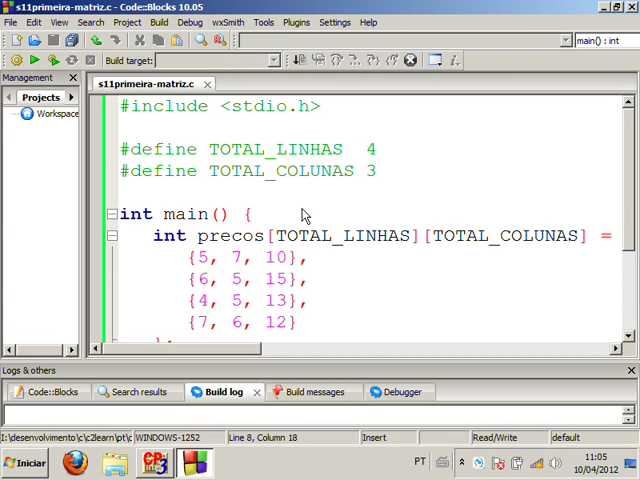 s11primeira-matriz.c - Code::Blocks 10.05
File Edit View Search Project Build Debug wxSmith Tools Plugins Settings Help
main() : int
Build target:
Management
Projects
Workspace
s11primeira-matriz.c
#include <stdio.h>
#define TOTAL_LINHAS 4
#define TOTAL_COLUNAS 3
int main() {
int precos[TOTAL_LINHAS][TOTAL_COLUNAS] =
{5, 7, 10},
{6, 5, 15},
{4, 5, 13},
{7, 6, 12}
};
Logs & others
Code::Blocks Search results Build log Build messages Debugger
I:\desenvolvimento\c\c2learn\pt\c WINDOWS-1252 Line 8, Column 18 Insert Read/Write default
Iniciar PT 11:05
10/04/2012